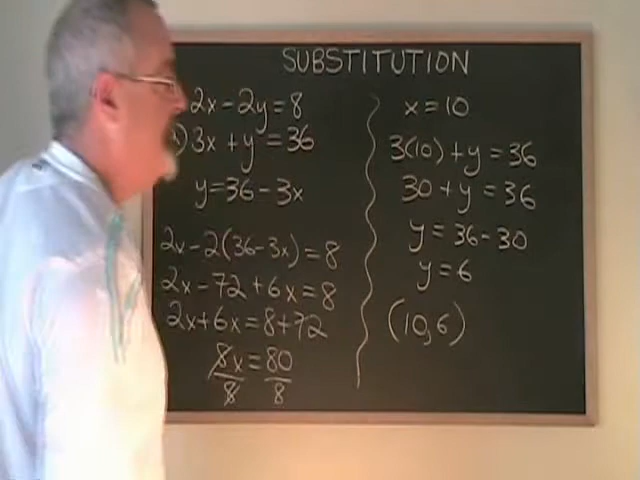 SUBSTITUTION
2x-2y=8
)3x+y=36
y=36-3x
2x-2(36-3x)=8
2x-72+6x=8
2x+6x=8+72
8x=80
8 8
x=10
3(10)+y=36
30+y=36
y=36-30
y=6
(10,6)